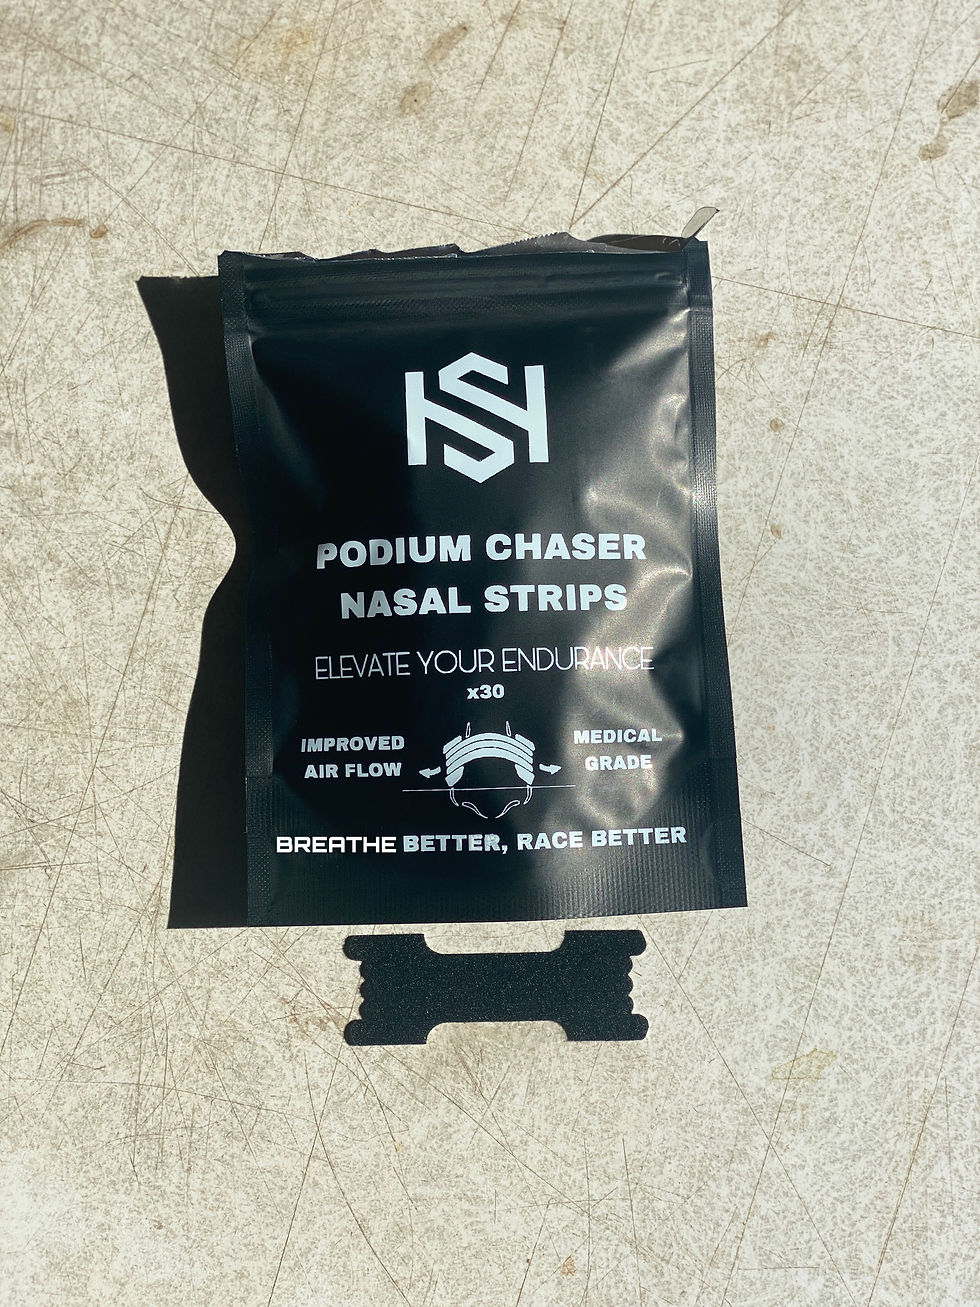 PODIUM CHASER
NASAL STRIPS
ELEVATE YOUR ENDURANCE
x30
IMPROVED
AIR FLOW
MEDICAL
GRADE
BREATHE BETTER, RACE BETTER